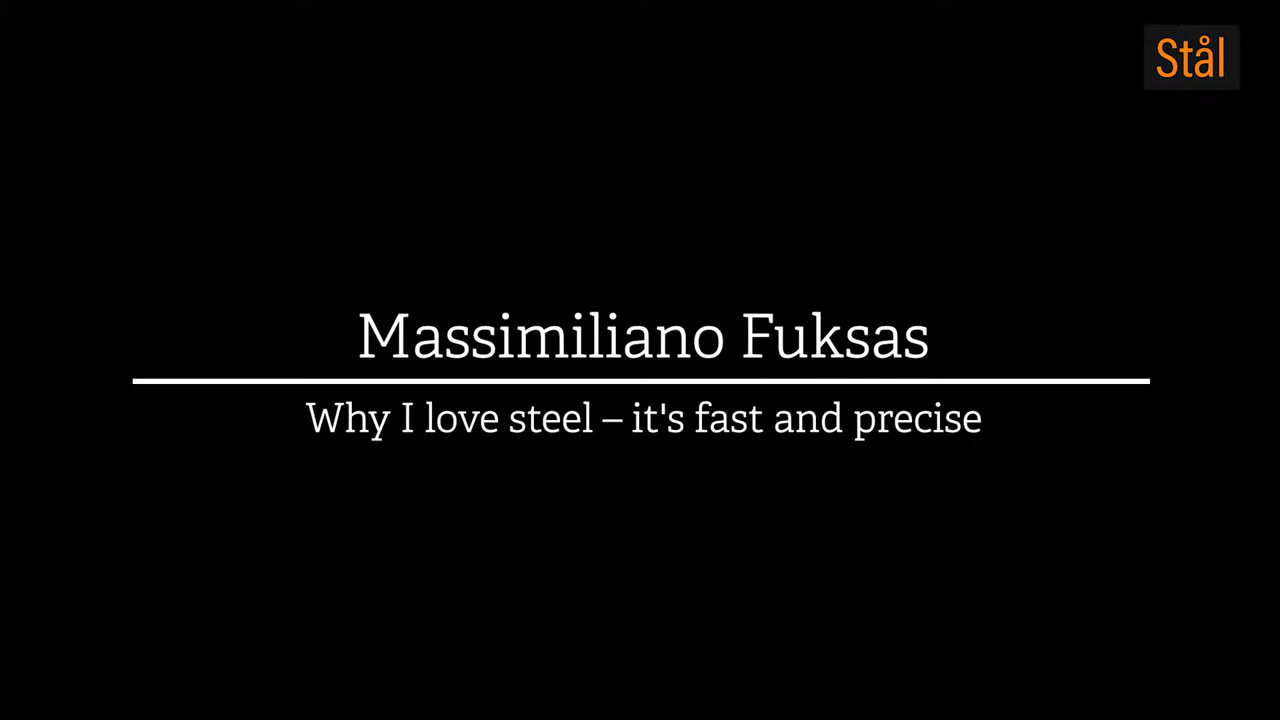 Stål
Massimiliano Fuksas
Why I love steel – it's fast and precise